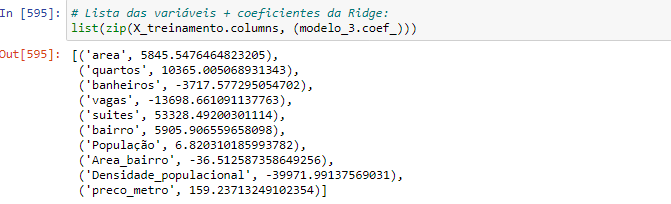 In [595]: # Lista das variáveis + coeficientes da Ridge:
list(zip(X_treinamento.columns, (modelo_3.coef_)))
Out[595]: [('area', 5845.5476464823205),
('quartos', 10365.005068931343),
('banheiros', -3717.577295054702),
('vagas', -13698.661091137763),
('suites', 53328.49200301114),
('bairro', 5905.906559658098),
('População', 6.820310185993782),
('Area_bairro', -36.512587358649256),
('Densidade_populacional', -39971.99137569031),
('preco_metro', 159.23713249102354)]